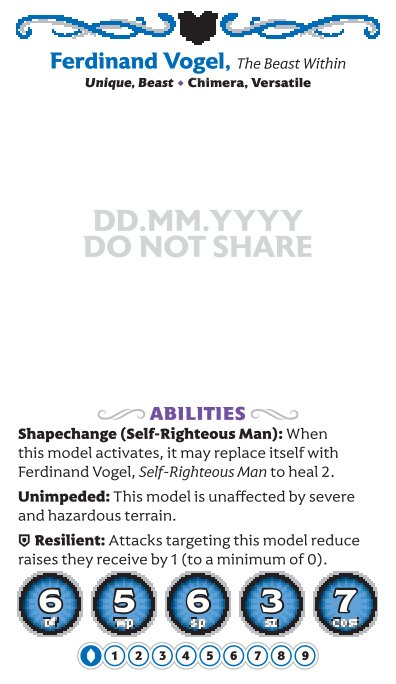 Ferdinand Vogel, The Beast Within
Unique, Beast ⬥ Chimera, Versatile
DD.MM.YYYY
DO NOT SHARE
ABILITIES
Shapechange (Self-Righteous Man): When
this model activates, it may replace itself with
Ferdinand Vogel, Self-Righteous Man to heal 2.
Unimpeded: This model is unaffected by severe
and hazardous terrain.
Resilient: Attacks targeting this model reduce
raises they receive by 1 (to a minimum of 0).
6 5 6 3 7
Df Wp Sp Sz Cost
1 2 3 4 5 6 7 8 9